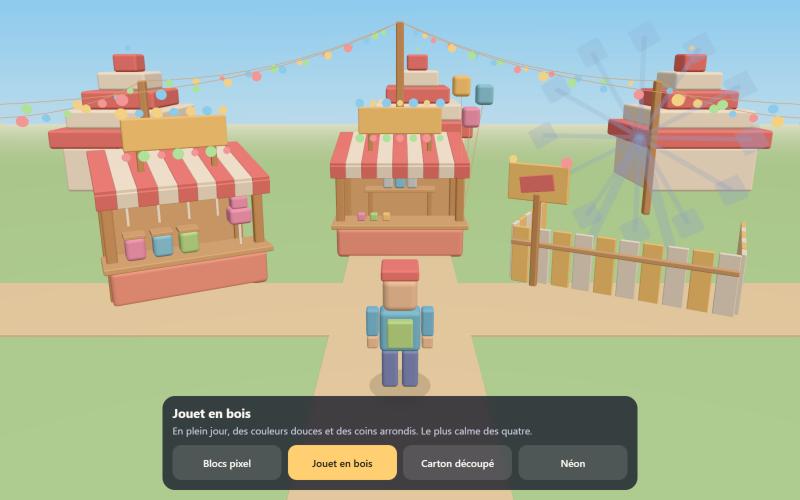 Jouet en bois
En plein jour, des couleurs douces et des coins arrondis. Le plus calme des quatre.
Blocs pixel
Jouet en bois
Carton découpé
Néon